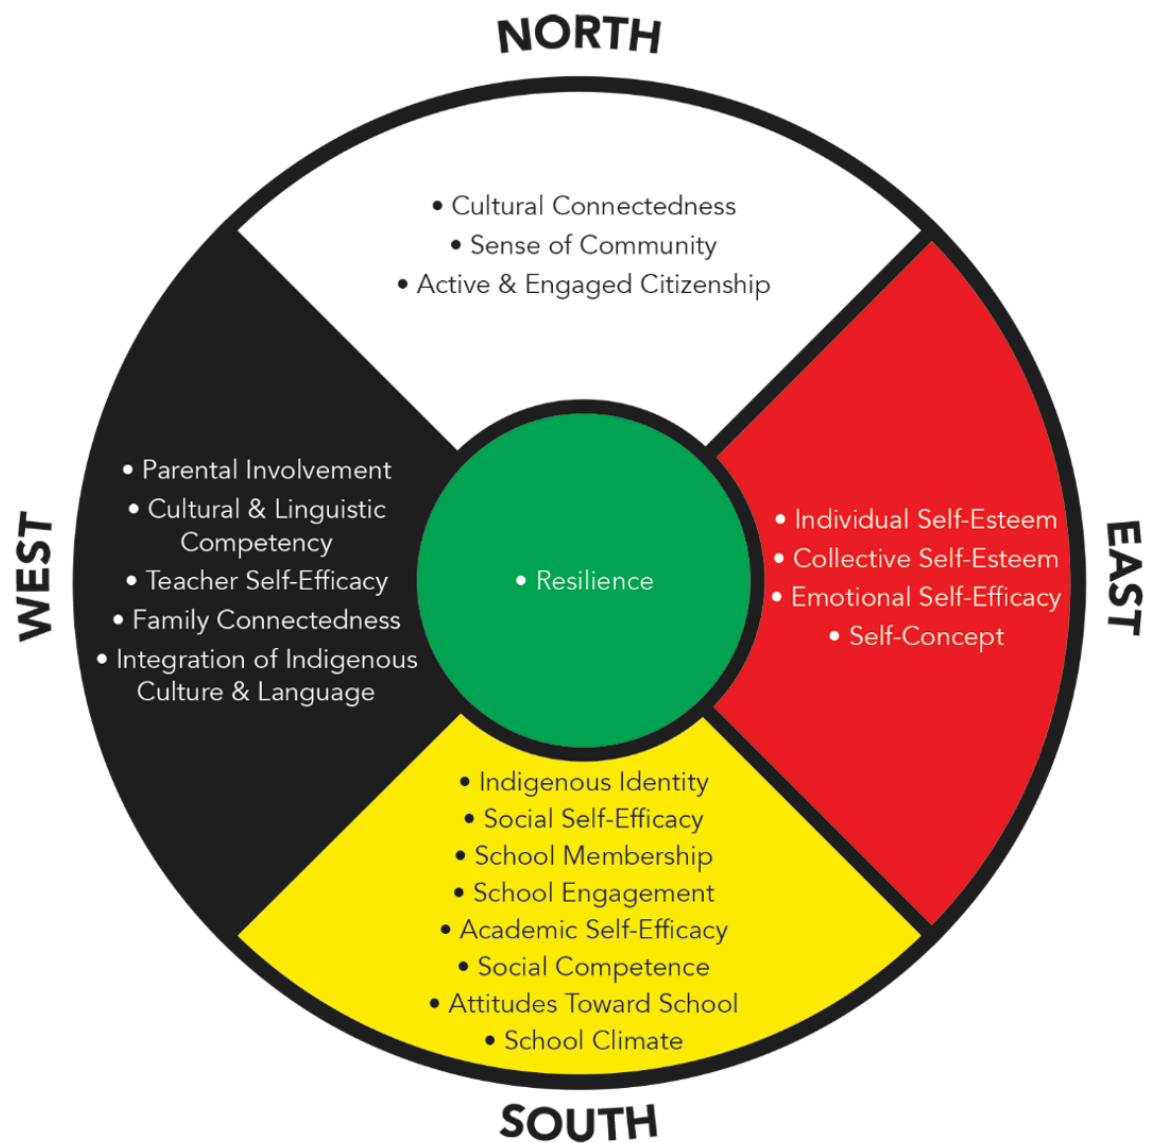 NORTH
• Cultural Connectedness
• Sense of Community
• Active & Engaged Citizenship
WEST
• Parental Involvement
• Cultural & Linguistic
Competency
• Teacher Self-Efficacy
• Family Connectedness
• Integration of Indigenous
Culture & Language
• Resilience
• Individual Self-Esteem
• Collective Self-Esteem
• Emotional Self-Efficacy
• Self-Concept
EAST
• Indigenous Identity
• Social Self-Efficacy
• School Membership
• School Engagement
• Academic Self-Efficacy
• Social Competence
• Attitudes Toward School
• School Climate
SOUTH